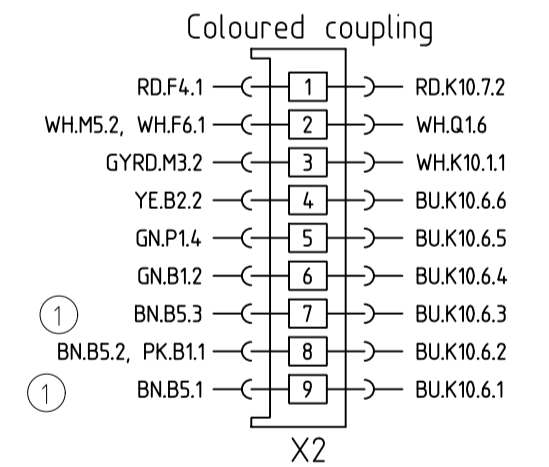 Coloured coupling
RD.F4.1 1 RD.K10.7.2
WH.M5.2, WH.F6.1 2 WH.Q1.6
GYRD.M3.2 3 WH.K10.1.1
YE.B2.2 4 BU.K10.6.6
GN.P1.4 5 BU.K10.6.5
GN.B1.2 6 BU.K10.6.4
1 BN.B5.3 7 BU.K10.6.3
BN.B5.2, PK.B1.1 8 BU.K10.6.2
1 BN.B5.1 9 BU.K10.6.1
X2